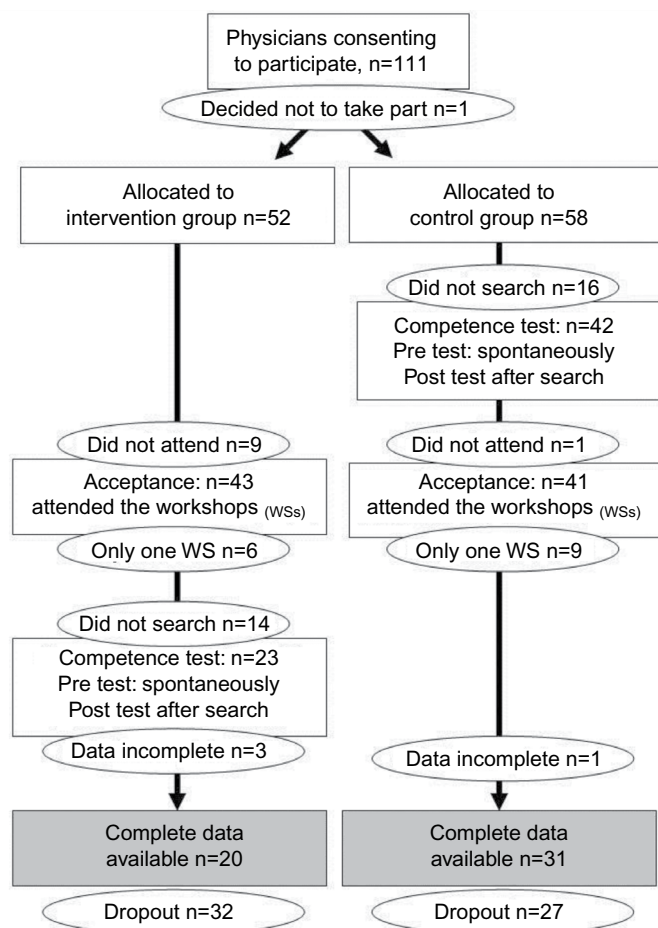 Physicians consenting
to participate, n=111
Decided not to take part n=1
Allocated to
intervention group n=52
Allocated to
control group n=58
Did not search n=16
Competence test: n=42
Pre test: spontaneously
Post test after search
Did not attend n=9
Did not attend n=1
Acceptance: n=43
attended the workshops (WSs)
Acceptance: n=41
attended the workshops (WSs)
Only one WS n=6
Only one WS n=9
Did not search n=14
Competence test: n=23
Pre test: spontaneously
Post test after search
Data incomplete n=3
Data incomplete n=1
Complete data
available n=20
Complete data
available n=31
Dropout n=32
Dropout n=27